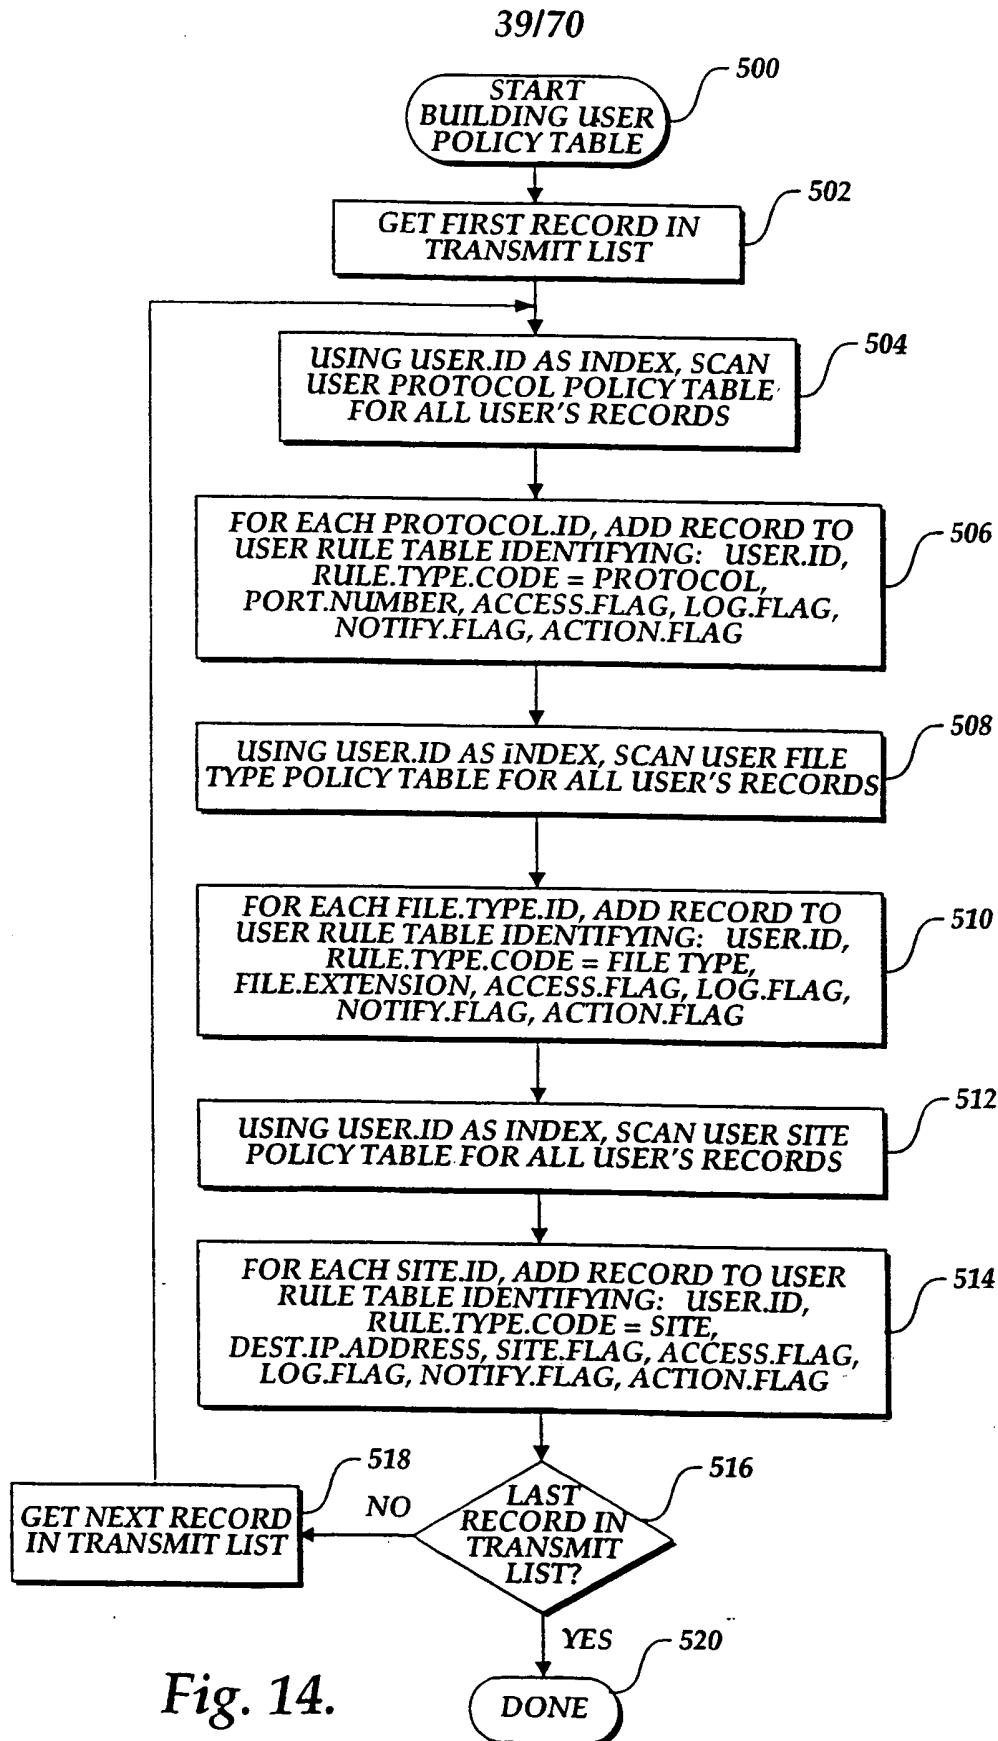 39/70
START
BUILDING USER
POLICY TABLE
500
GET FIRST RECORD IN
TRANSMIT LIST
502
USING USER.ID AS INDEX, SCAN
USER PROTOCOL POLICY TABLE
FOR ALL USER'S RECORDS
504
FOR EACH PROTOCOL.ID, ADD RECORD TO
USER RULE TABLE IDENTIFYING: USER.ID,
RULE.TYPE.CODE = PROTOCOL,
PORT.NUMBER, ACCESS.FLAG, LOG.FLAG,
NOTIFY.FLAG, ACTION.FLAG
506
USING USER.ID AS INDEX, SCAN USER FILE
TYPE POLICY TABLE FOR ALL USER'S RECORDS
508
FOR EACH FILE.TYPE.ID, ADD RECORD TO
USER RULE TABLE IDENTIFYING: USER.ID,
RULE.TYPE.CODE = FILE TYPE,
FILE.EXTENSION, ACCESS.FLAG, LOG.FLAG,
NOTIFY.FLAG, ACTION.FLAG
510
USING USER.ID AS INDEX, SCAN USER SITE
POLICY TABLE FOR ALL USER'S RECORDS
512
FOR EACH SITE.ID, ADD RECORD TO USER
RULE TABLE IDENTIFYING: USER.ID,
RULE.TYPE.CODE = SITE,
DEST.IP.ADDRESS, SITE.FLAG, ACCESS.FLAG,
LOG.FLAG, NOTIFY.FLAG, ACTION.FLAG
514
LAST
RECORD IN
TRANSMIT
LIST?
516
NO
518
GET NEXT RECORD
IN TRANSMIT LIST
YES
520
DONE
Fig. 14.